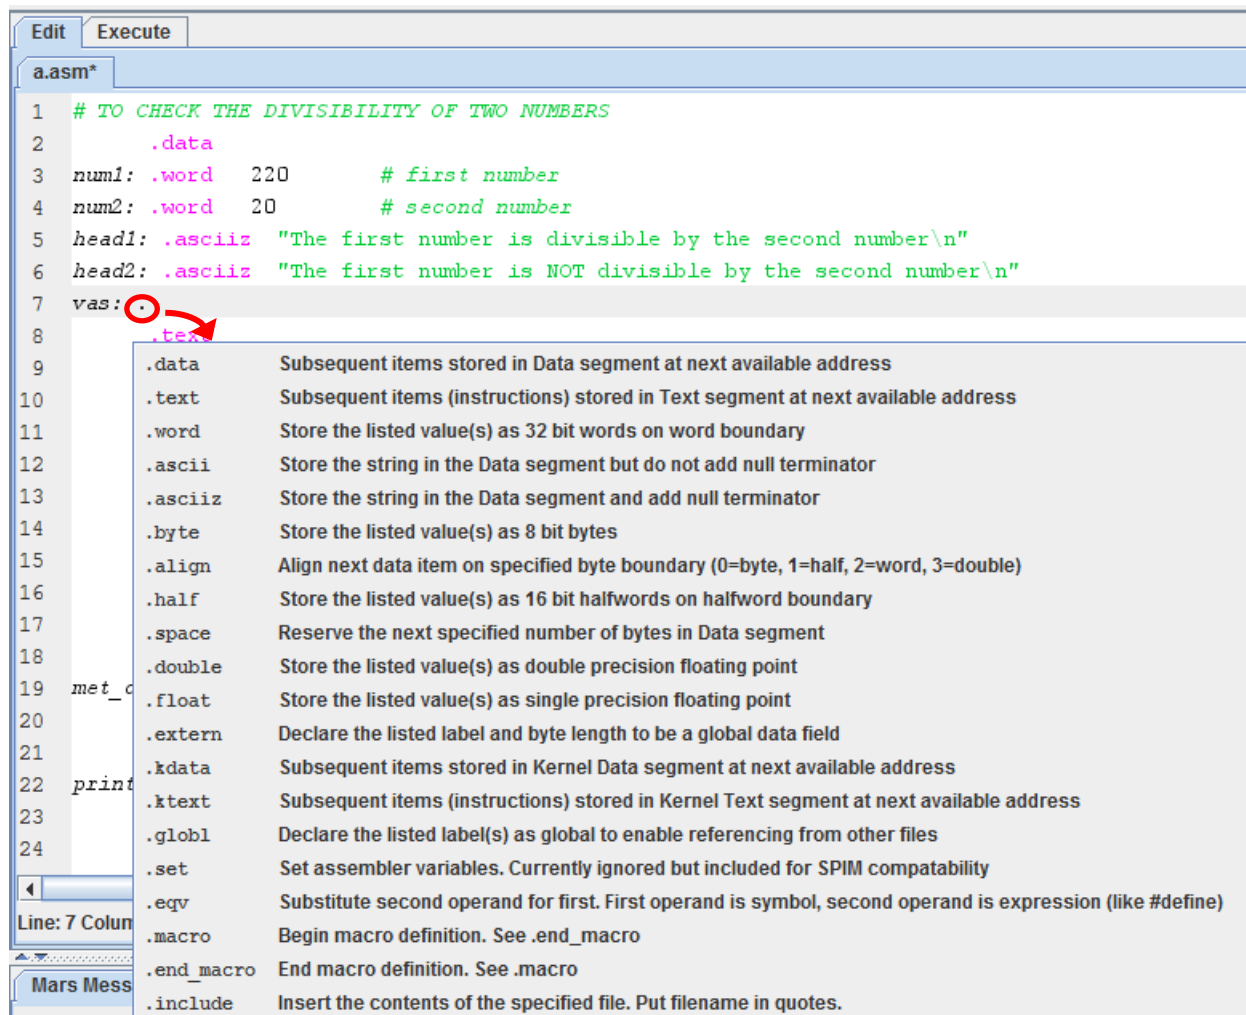 Edit Execute
a.asm*
1 # TO CHECK THE DIVISIBILITY OF TWO NUMBERS
2 .data
3 num1: .word 220 # first number
4 num2: .word 20 # second number
5 head1: .asciiz "The first number is divisible by the second number\n"
6 head2: .asciiz "The first number is NOT divisible by the second number\n"
7 vas: .
8 .text
9 .data Subsequent items stored in Data segment at next available address
10 .text Subsequent items (instructions) stored in Text segment at next available address
11 .word Store the listed value(s) as 32 bit words on word boundary
12 .ascii Store the string in the Data segment but do not add null terminator
13 .asciiz Store the string in the Data segment and add null terminator
14 .byte Store the listed value(s) as 8 bit bytes
15 .align Align next data item on specified byte boundary (0=byte, 1=half, 2=word, 3=double)
16 .half Store the listed value(s) as 16 bit halfwords on halfword boundary
17 .space Reserve the next specified number of bytes in Data segment
18 .double Store the listed value(s) as double precision floating point
19 met_ .float Store the listed value(s) as single precision floating point
20 .extern Declare the listed label and byte length to be a global data field
21 .kdata Subsequent items stored in Kernel Data segment at next available address
22 print .ktext Subsequent items (instructions) stored in Kernel Text segment at next available address
23 .globl Declare the listed label(s) as global to enable referencing from other files
24 .set Set assembler variables. Currently ignored but included for SPIM compatability
.eqv Substitute second operand for first. First operand is symbol, second operand is expression (like #define)
Line: 7 Colum
.macro Begin macro definition. See .end_macro
.end_macro End macro definition. See .macro
Mars Mess
.include Insert the contents of the specified file. Put filename in quotes.